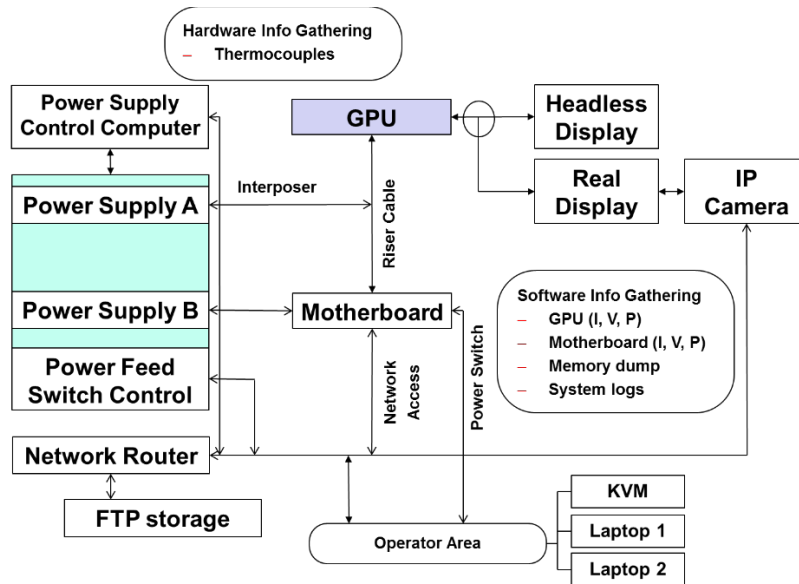 Hardware Info Gathering
– Thermocouples
Power Supply
Control Computer
GPU
Headless
Display
Interposer
Power Supply A
Real
Display
IP
Camera
Riser Cable
Power Supply B
Motherboard
Software Info Gathering
– GPU (I, V, P)
– Motherboard (I, V, P)
– Memory dump
– System logs
Power Feed
Switch Control
Network
Access
Power Switch
Network Router
FTP storage
Operator Area
KVM
Laptop 1
Laptop 2